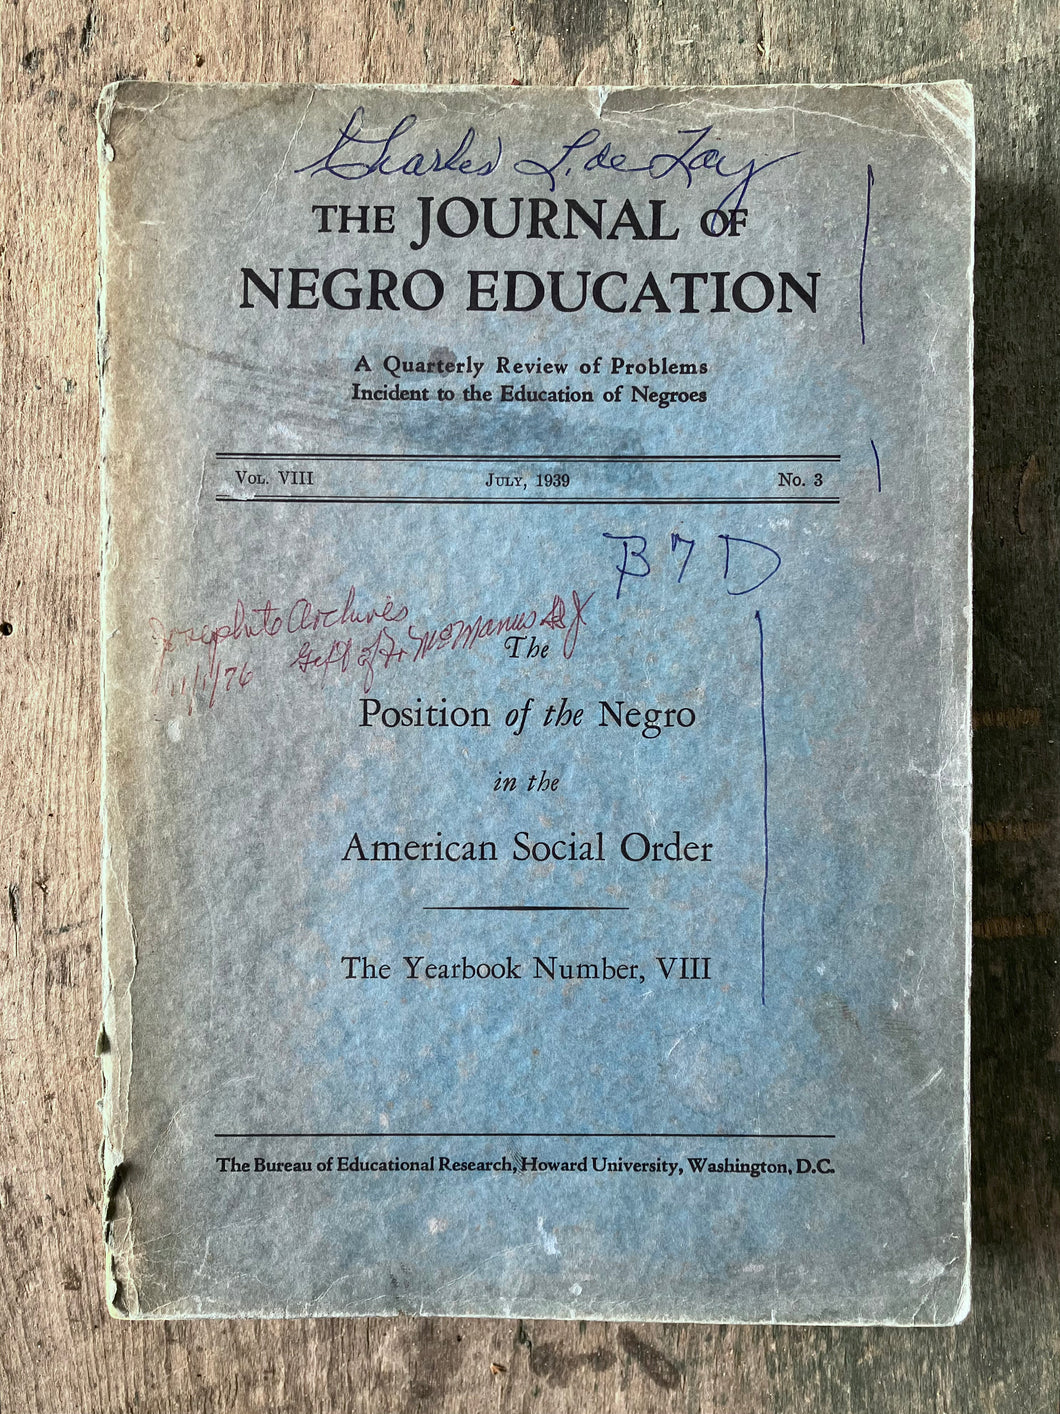 Charles L. de Lay
THE JOURNAL OF
NEGRO EDUCATION
A Quarterly Review of Problems
Incident to the Education of Negroes
VOL. VIII JULY, 1939 No. 3
B 7 D
Josephite Archives
Gift of Fr McManus SSJ
11/1/76
The
Position of the Negro
in the
American Social Order
The Yearbook Number, VIII
The Bureau of Educational Research, Howard University, Washington, D.C.